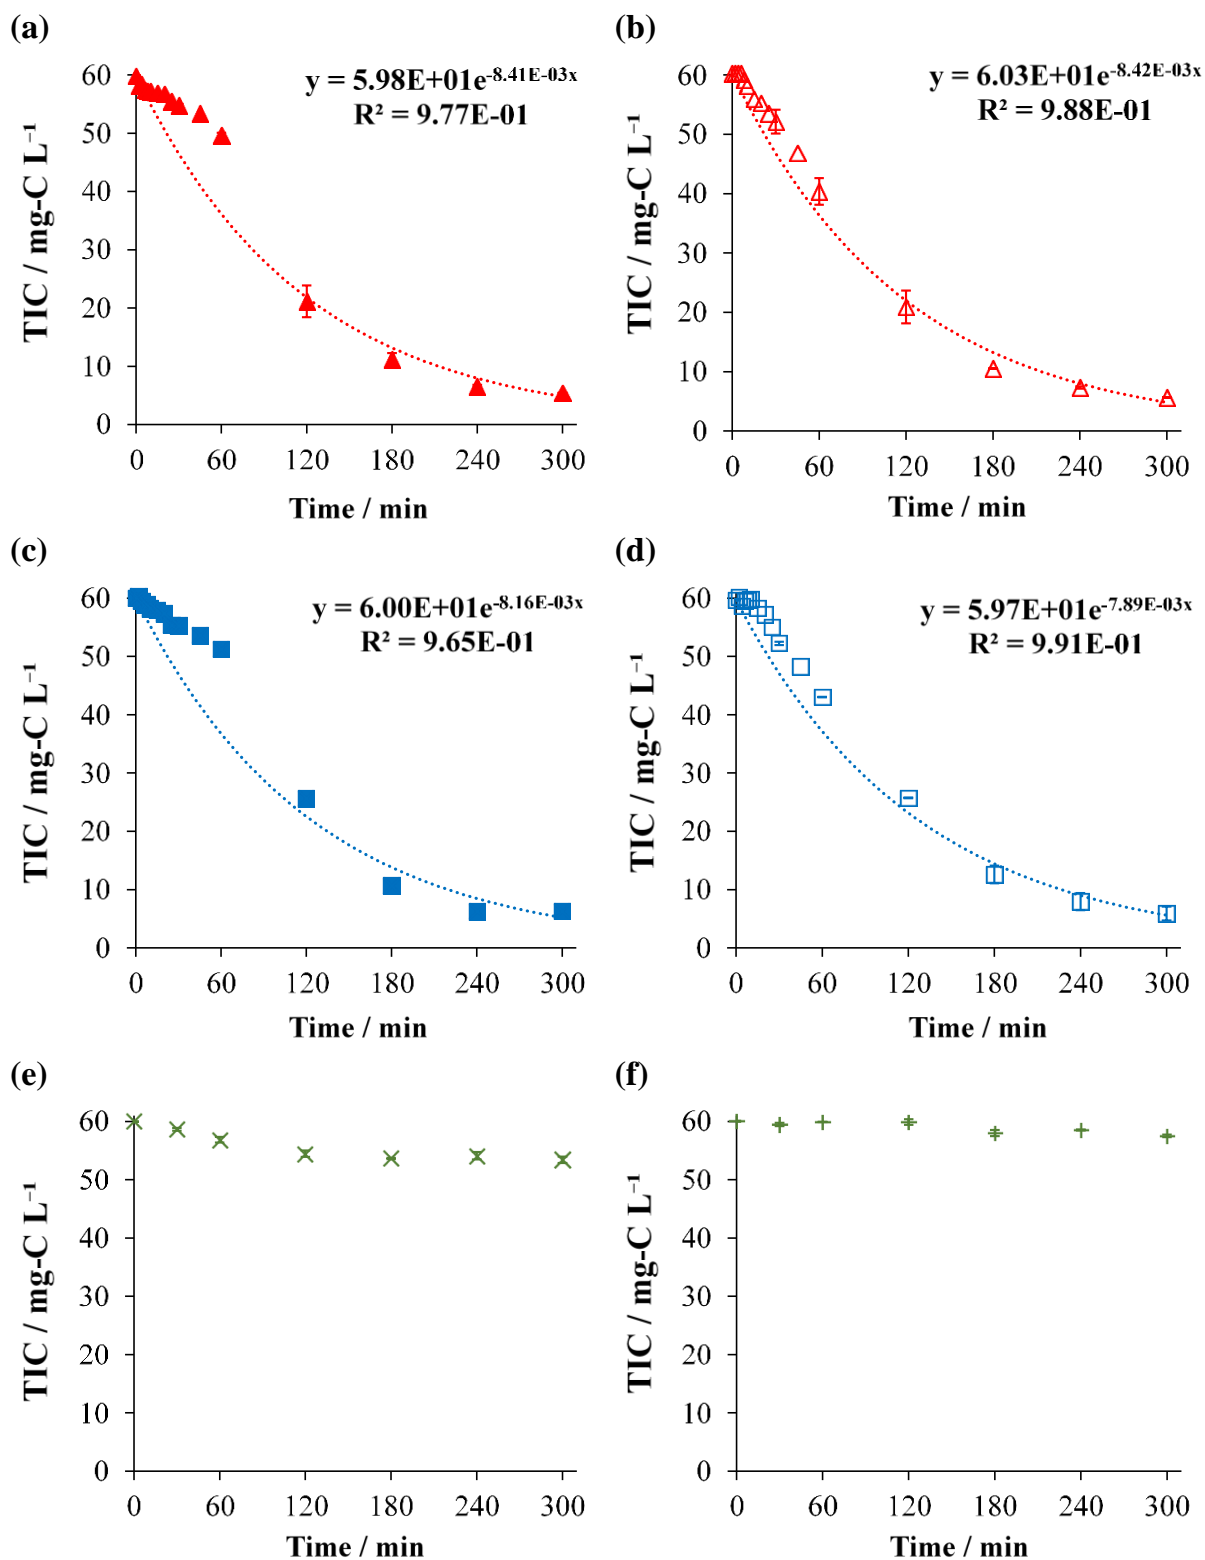 (a)
y = 5.98E+01e^-8.41E-03x
R² = 9.77E-01
TIC / mg-C L⁻¹
60
50
40
30
20
10
0
0 60 120 180 240 300
Time / min
(b)
y = 6.03E+01e^-8.42E-03x
R² = 9.88E-01
TIC / mg-C L⁻¹
60
50
40
30
20
10
0
0 60 120 180 240 300
Time / min
(c)
y = 6.00E+01e^-8.16E-03x
R² = 9.65E-01
TIC / mg-C L⁻¹
60
50
40
30
20
10
0
0 60 120 180 240 300
Time / min
(d)
y = 5.97E+01e^-7.89E-03x
R² = 9.91E-01
TIC / mg-C L⁻¹
60
50
40
30
20
10
0
0 60 120 180 240 300
Time / min
(e)
TIC / mg-C L⁻¹
60
50
40
30
20
10
0
0 60 120 180 240 300
Time / min
(f)
TIC / mg-C L⁻¹
60
50
40
30
20
10
0
0 60 120 180 240 300
Time / min